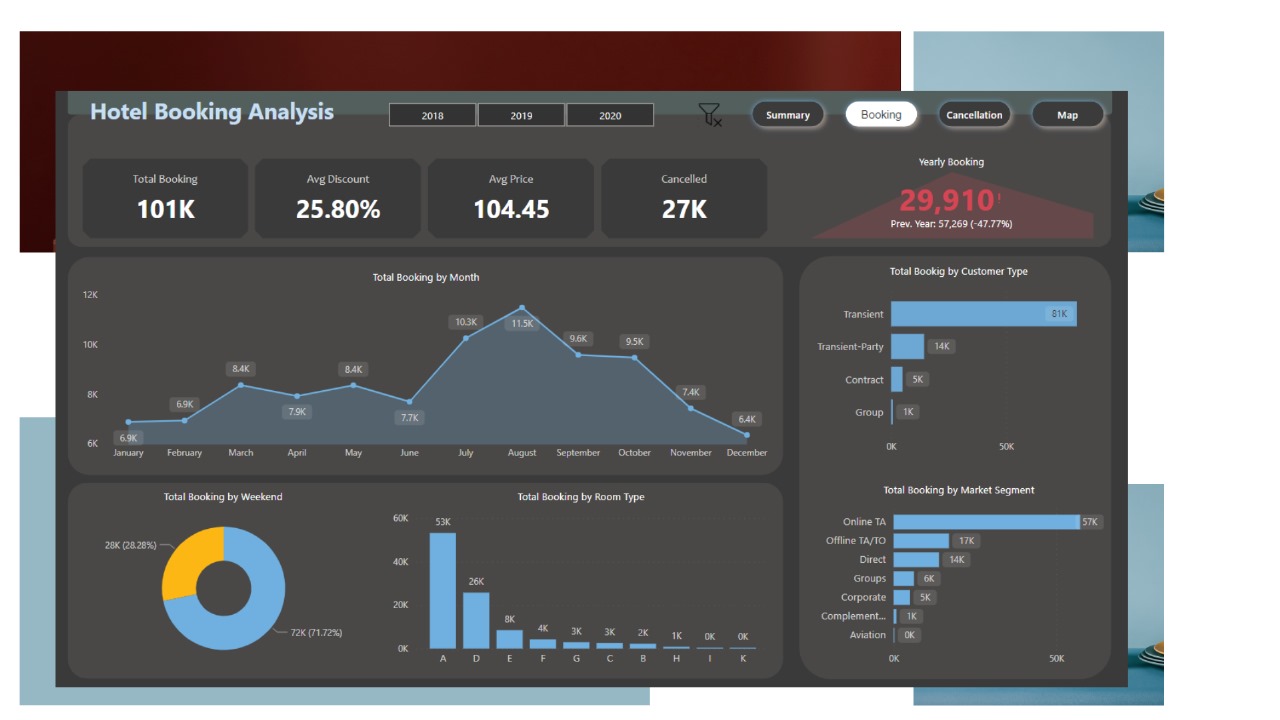 Hotel Booking Analysis
2018 2019 2020
Summary Booking Cancellation Map
Total Booking
101K
Avg Discount
25.80%
Avg Price
104.45
Cancelled
27K
Yearly Booking
29,910!
Prev. Year: 57,269 (-47.77%)
Total Booking by Month
12K
10K
8K
6K
6.9K 6.9K 8.4K 7.9K 8.4K 7.7K 10.3K 11.5K 9.6K 9.5K 7.4K 6.4K
January February March April May June July August September October November December
Total Bookig by Customer Type
Transient 81K
Transient-Party 14K
Contract 5K
Group 1K
0K 50K
Total Booking by Weekend
28K (28.28%)
72K (71.72%)
Total Booking by Room Type
60K
40K
20K
0K
53K 26K 8K 4K 3K 3K 2K 1K 0K 0K
A D E F G C B H I K
Total Booking by Market Segment
Online TA 57K
Offline TA/TO 17K
Direct 14K
Groups 6K
Corporate 5K
Complement... 1K
Aviation 0K
0K 50K